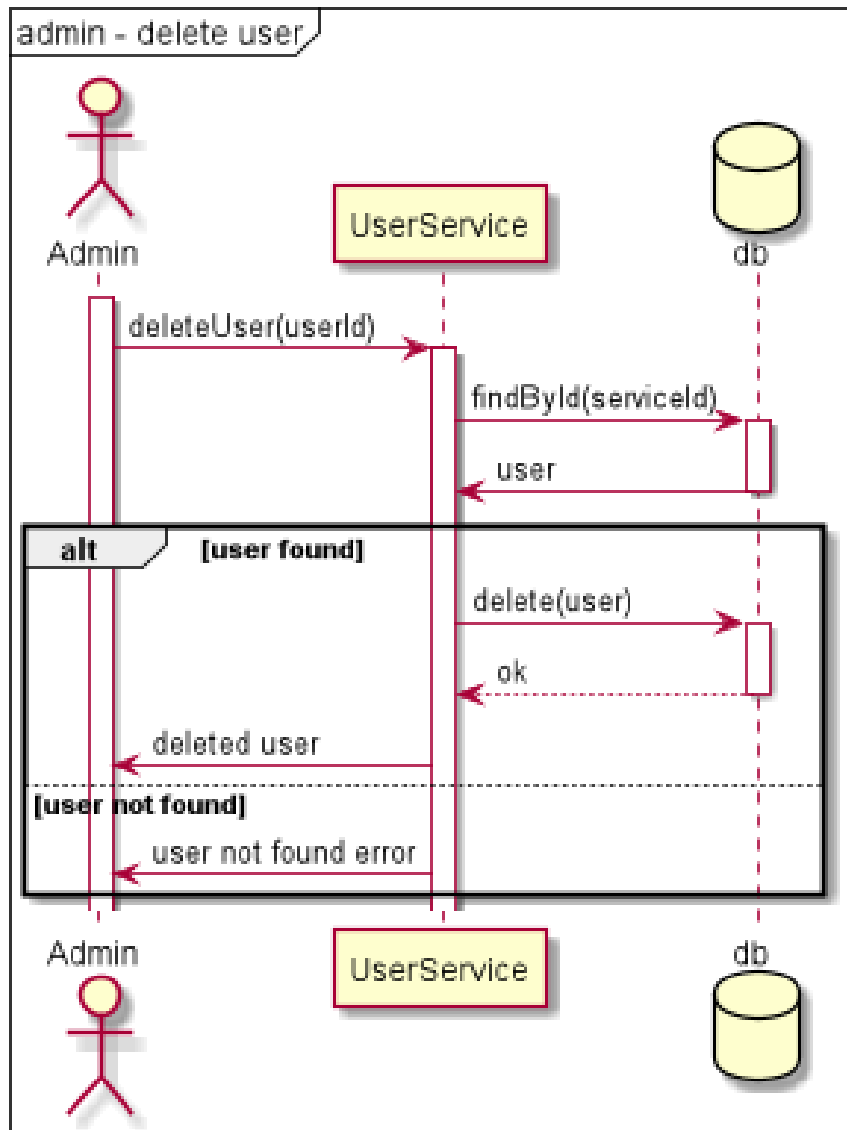 admin - delete user
Admin
UserService
db
deleteUser(userId)
findById(serviceId)
user
alt [user found]
delete(user)
ok
deleted user
[user not found]
user not found error
Admin
UserService
db